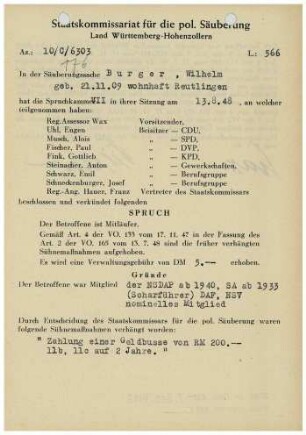 Staatskommissariat für die pol. Säuberung
Land Württemberg-Hohenzollern
Az.: 10/C/6303 L: 566
176
In der Säuberungssache Burger, Wilhelm
geb. 21.11.09 wohnhaft Reutlingen
hat die Spruchkammer VII in ihrer Sitzung am 13.8.48, an welcher
teilgenommen haben:
Reg.Assessor Wax Vorsitzender,
Uhl, Eugen Beisitzer — CDU,
Musch, Alois „ — SPD,
Fischer, Paul „ — DVP,
Fink, Gottlieb „ — KPD,
Steinacher, Anton „ — Gewerkschaften,
Schwarz, Emil „ — Berufsgruppe
Schneckenburger, Josef „ — Berufsgruppe
Reg.-Ang. Hauer, Franz Vertreter des Staatskommissars
beschlossen und verkündet folgenden
SPRUCH
Der Betroffene ist Mitläufer.
Gemäß Art. 4 der VO. 133 vom 17. 11. 47 in der Fassung des
Art. 2 der VO. 165 vom 13. 7. 48 sind die früher verhängten
Sühnemaßnahmen aufgehoben.
Es wird eine Verwaltungsgebühr von DM 5.— erhoben.
Gründe
Der Betroffene war Mitglied der NSDAP ab 1940, SA ab 1933
(Scharführer) DAF, NSV
nominelles Mitglied
Durch Entscheidung des Staatskommissars für die pol. Säuberung waren
folgende Sühnemaßnahmen verhängt worden:
" Zahlung einer Geldbusse von RM 200.—
11b, 11c auf 2 Jahre. "